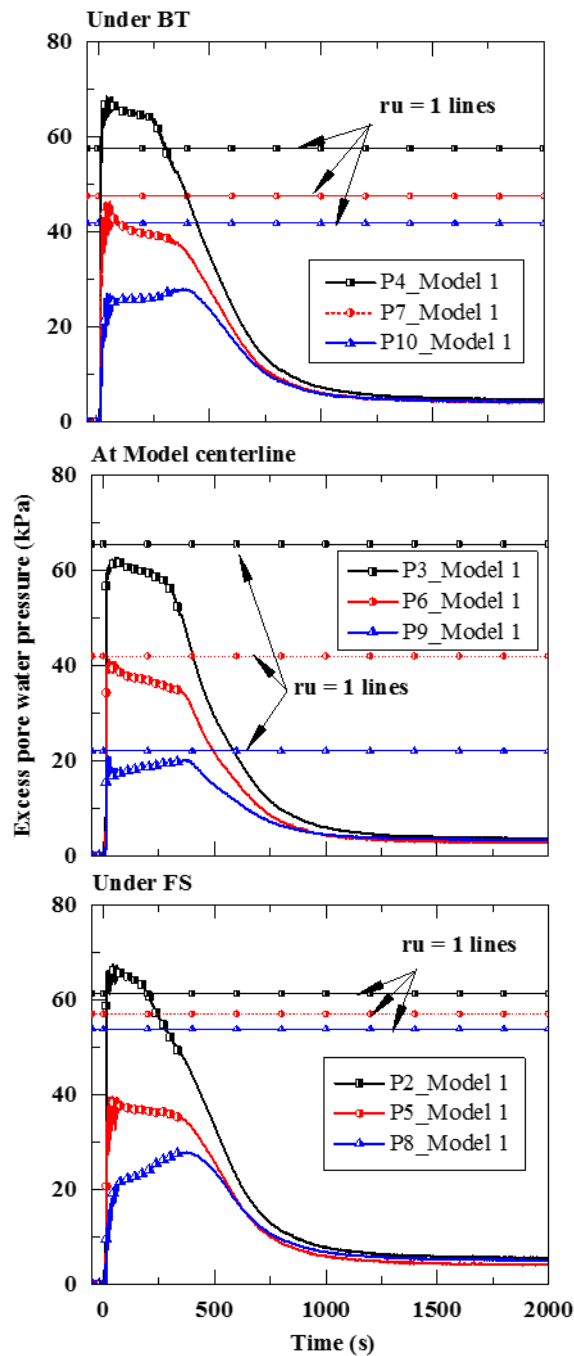 Under BT
80
60
40
20
0
ru = 1 lines
P4_Model 1
P7_Model 1
P10_Model 1
At Model centerline
80
60
40
20
0
P3_Model 1
P6_Model 1
P9_Model 1
ru = 1 lines
Excess pore water pressure (kPa)
Under FS
80
60
40
20
0
ru = 1 lines
P2_Model 1
P5_Model 1
P8_Model 1
0 500 1000 1500 2000
Time (s)